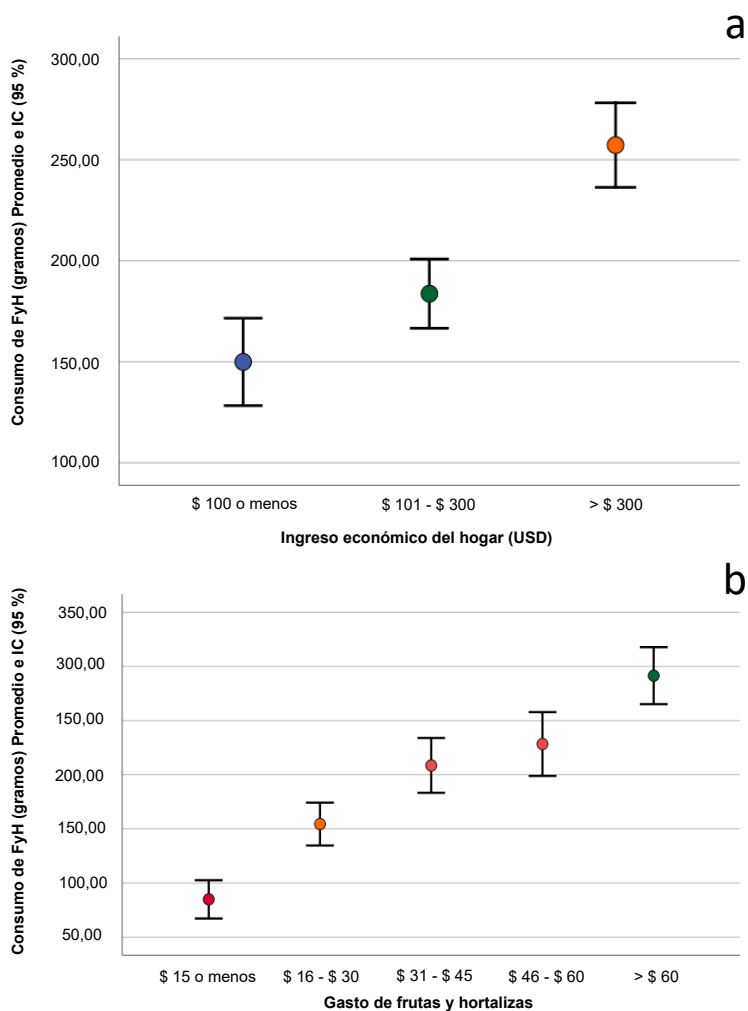 a
Consumo de FyH (gramos) Promedio e IC (95 %)
300,00
250,00
200,00
150,00
100,00
$ 100 o menos
$ 101 - $ 300
> $ 300
Ingreso económico del hogar (USD)
b
Consumo de FyH (gramos) Promedio e IC (95 %)
350,00
300,00
150,00
200,00
150,00
100,00
50,00
$ 15 o menos
$ 16 - $ 30
$ 31 - $ 45
$ 46 - $ 60
> $ 60
Gasto de frutas y hortalizas